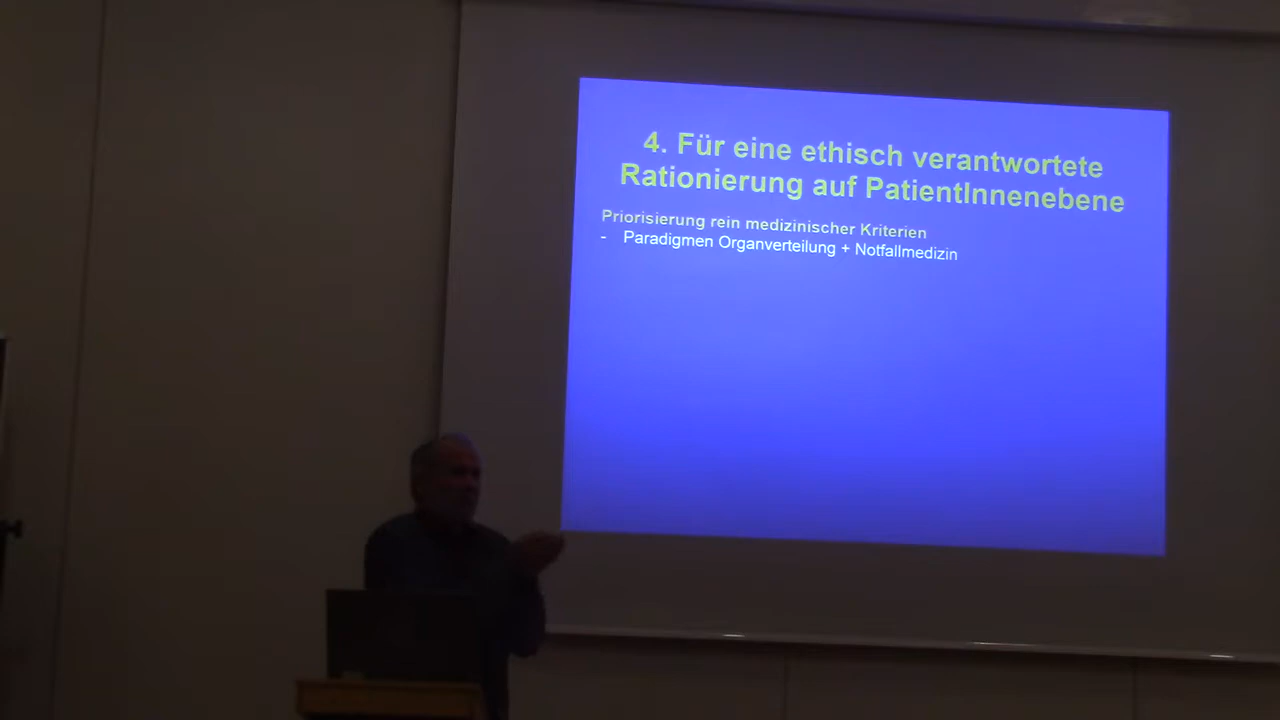 4. Für eine ethisch verantwortete
Rationierung auf PatientInnenebene
Priorisierung rein medizinischer Kriterien
- Paradigmen Organverteilung + Notfallmedizin